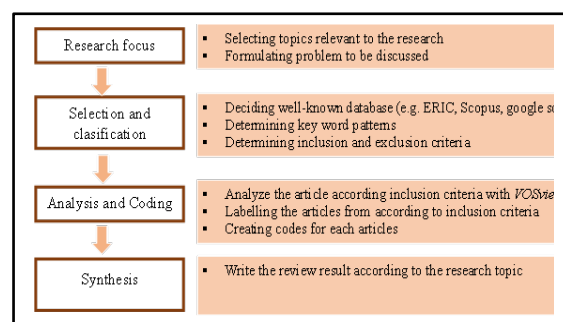 Research focus
▪ Selecting topics relevant to the research
▪ Formulating problem to be discussed
Selection and
clasification
▪ Deciding well-known database (e.g. ERIC, Scopus, google
▪ Determining key word patterns
▪ Determining inclusion and exclusion criteria
Analysis and Coding
▪ Analyze the article according inclusion criteria with
▪ Labelling the articles from according to inclusion criteria
▪ Creating codes for each articles
Synthesis
▪ Write the review result according to the research topic